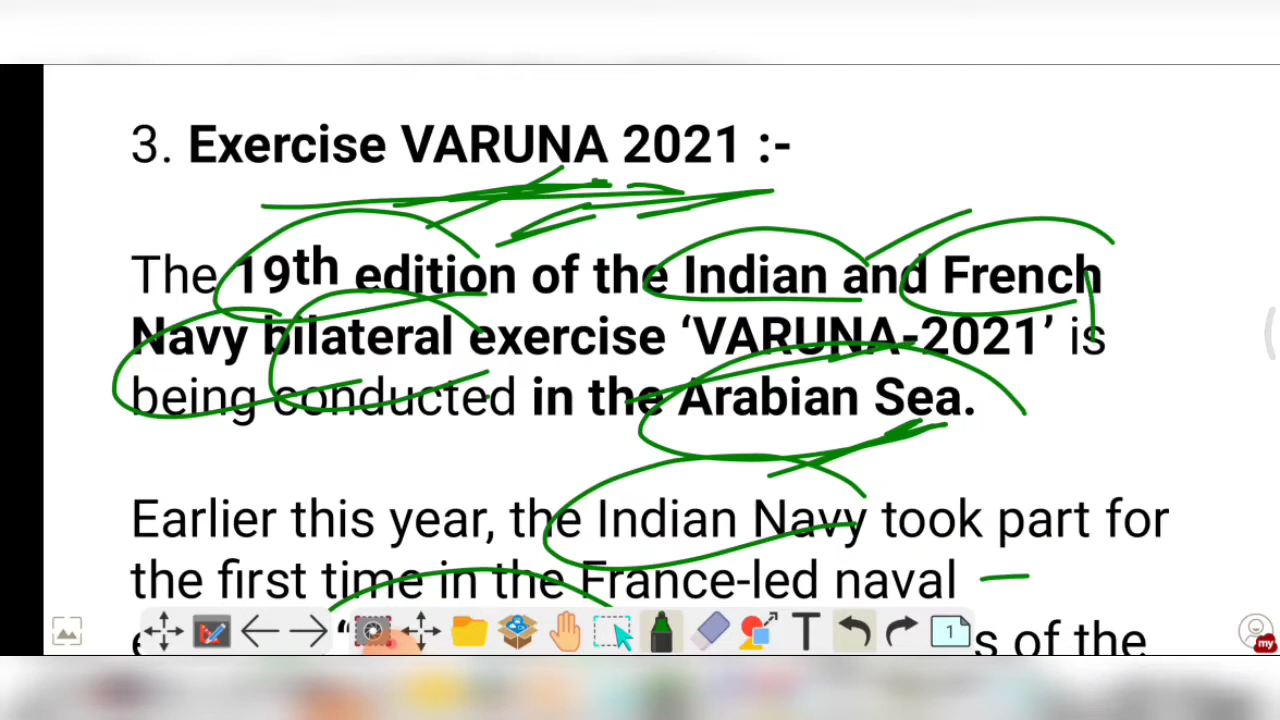 3. Exercise VARUNA 2021 :-
The 19th edition of the Indian and French
Navy bilateral exercise ‘VARUNA-2021’ is
being conducted in the Arabian Sea.
Earlier this year, the Indian Navy took part for
the first time in the France-led naval
s of the
T
1
my